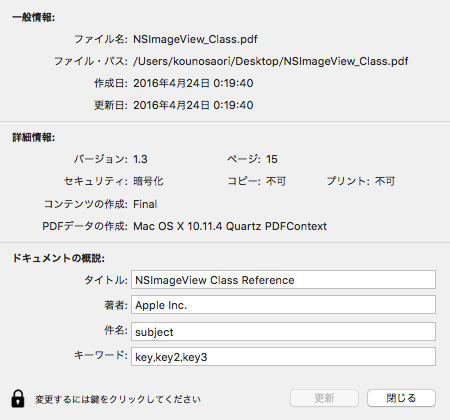 一般情報:
ファイル名: NSImageView_Class.pdf
ファイル・パス: /Users/kounosaori/Desktop/NSImageView_Class.pdf
作成日: 2016年4月24日 0:19:40
更新日: 2016年4月24日 0:19:40
詳細情報:
バージョン: 1.3 ページ: 15
セキュリティ: 暗号化 コピー: 不可 プリント: 不可
コンテンツの作成: Final
PDFデータの作成: Mac OS X 10.11.4 Quartz PDFContext
ドキュメントの概説:
タイトル: NSImageView Class Reference
著者: Apple Inc.
件名: subject
キーワード: key,key2,key3
変更するには鍵をクリックしてください 更新 閉じる